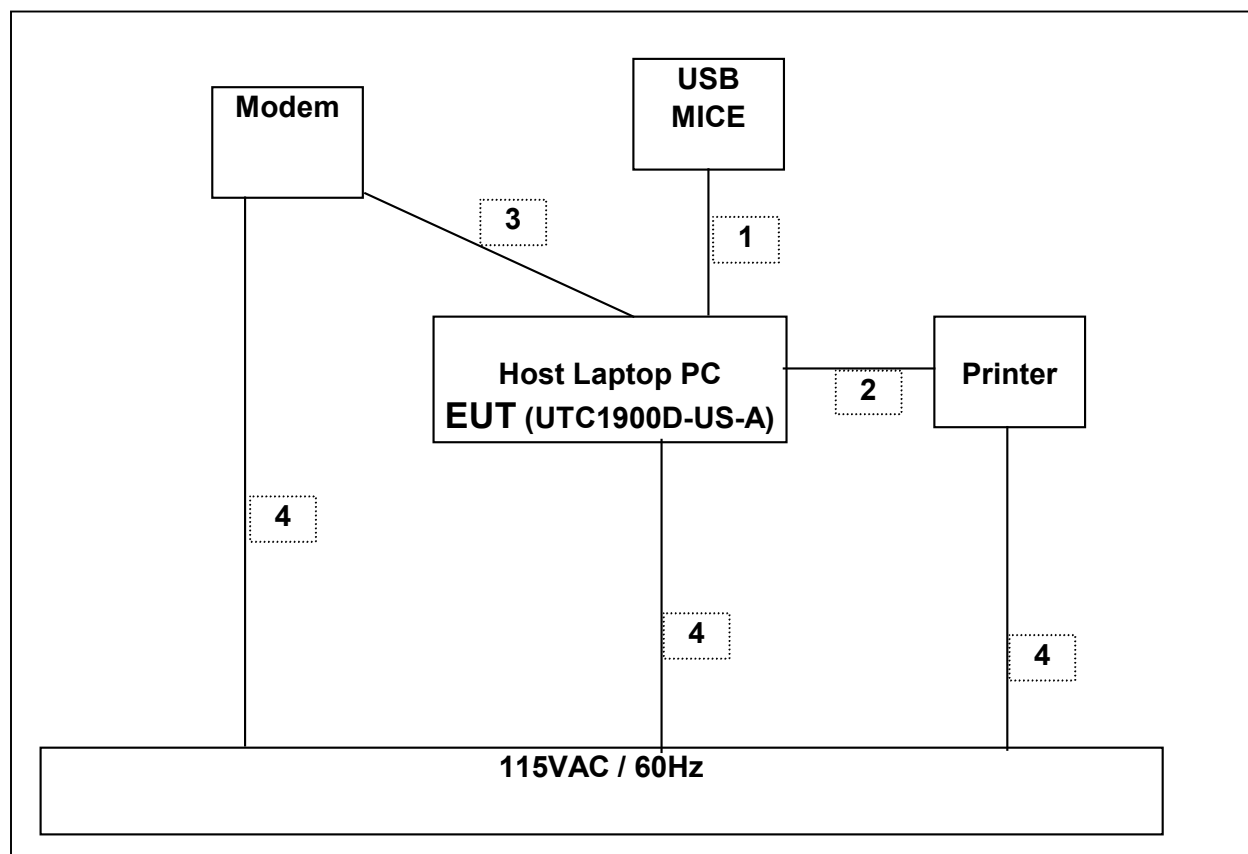 USB
MICE
Modem
3
1
Host Laptop PC
EUT (UTC1900D-US-A)
2
Printer
4
4
4
115VAC / 60Hz